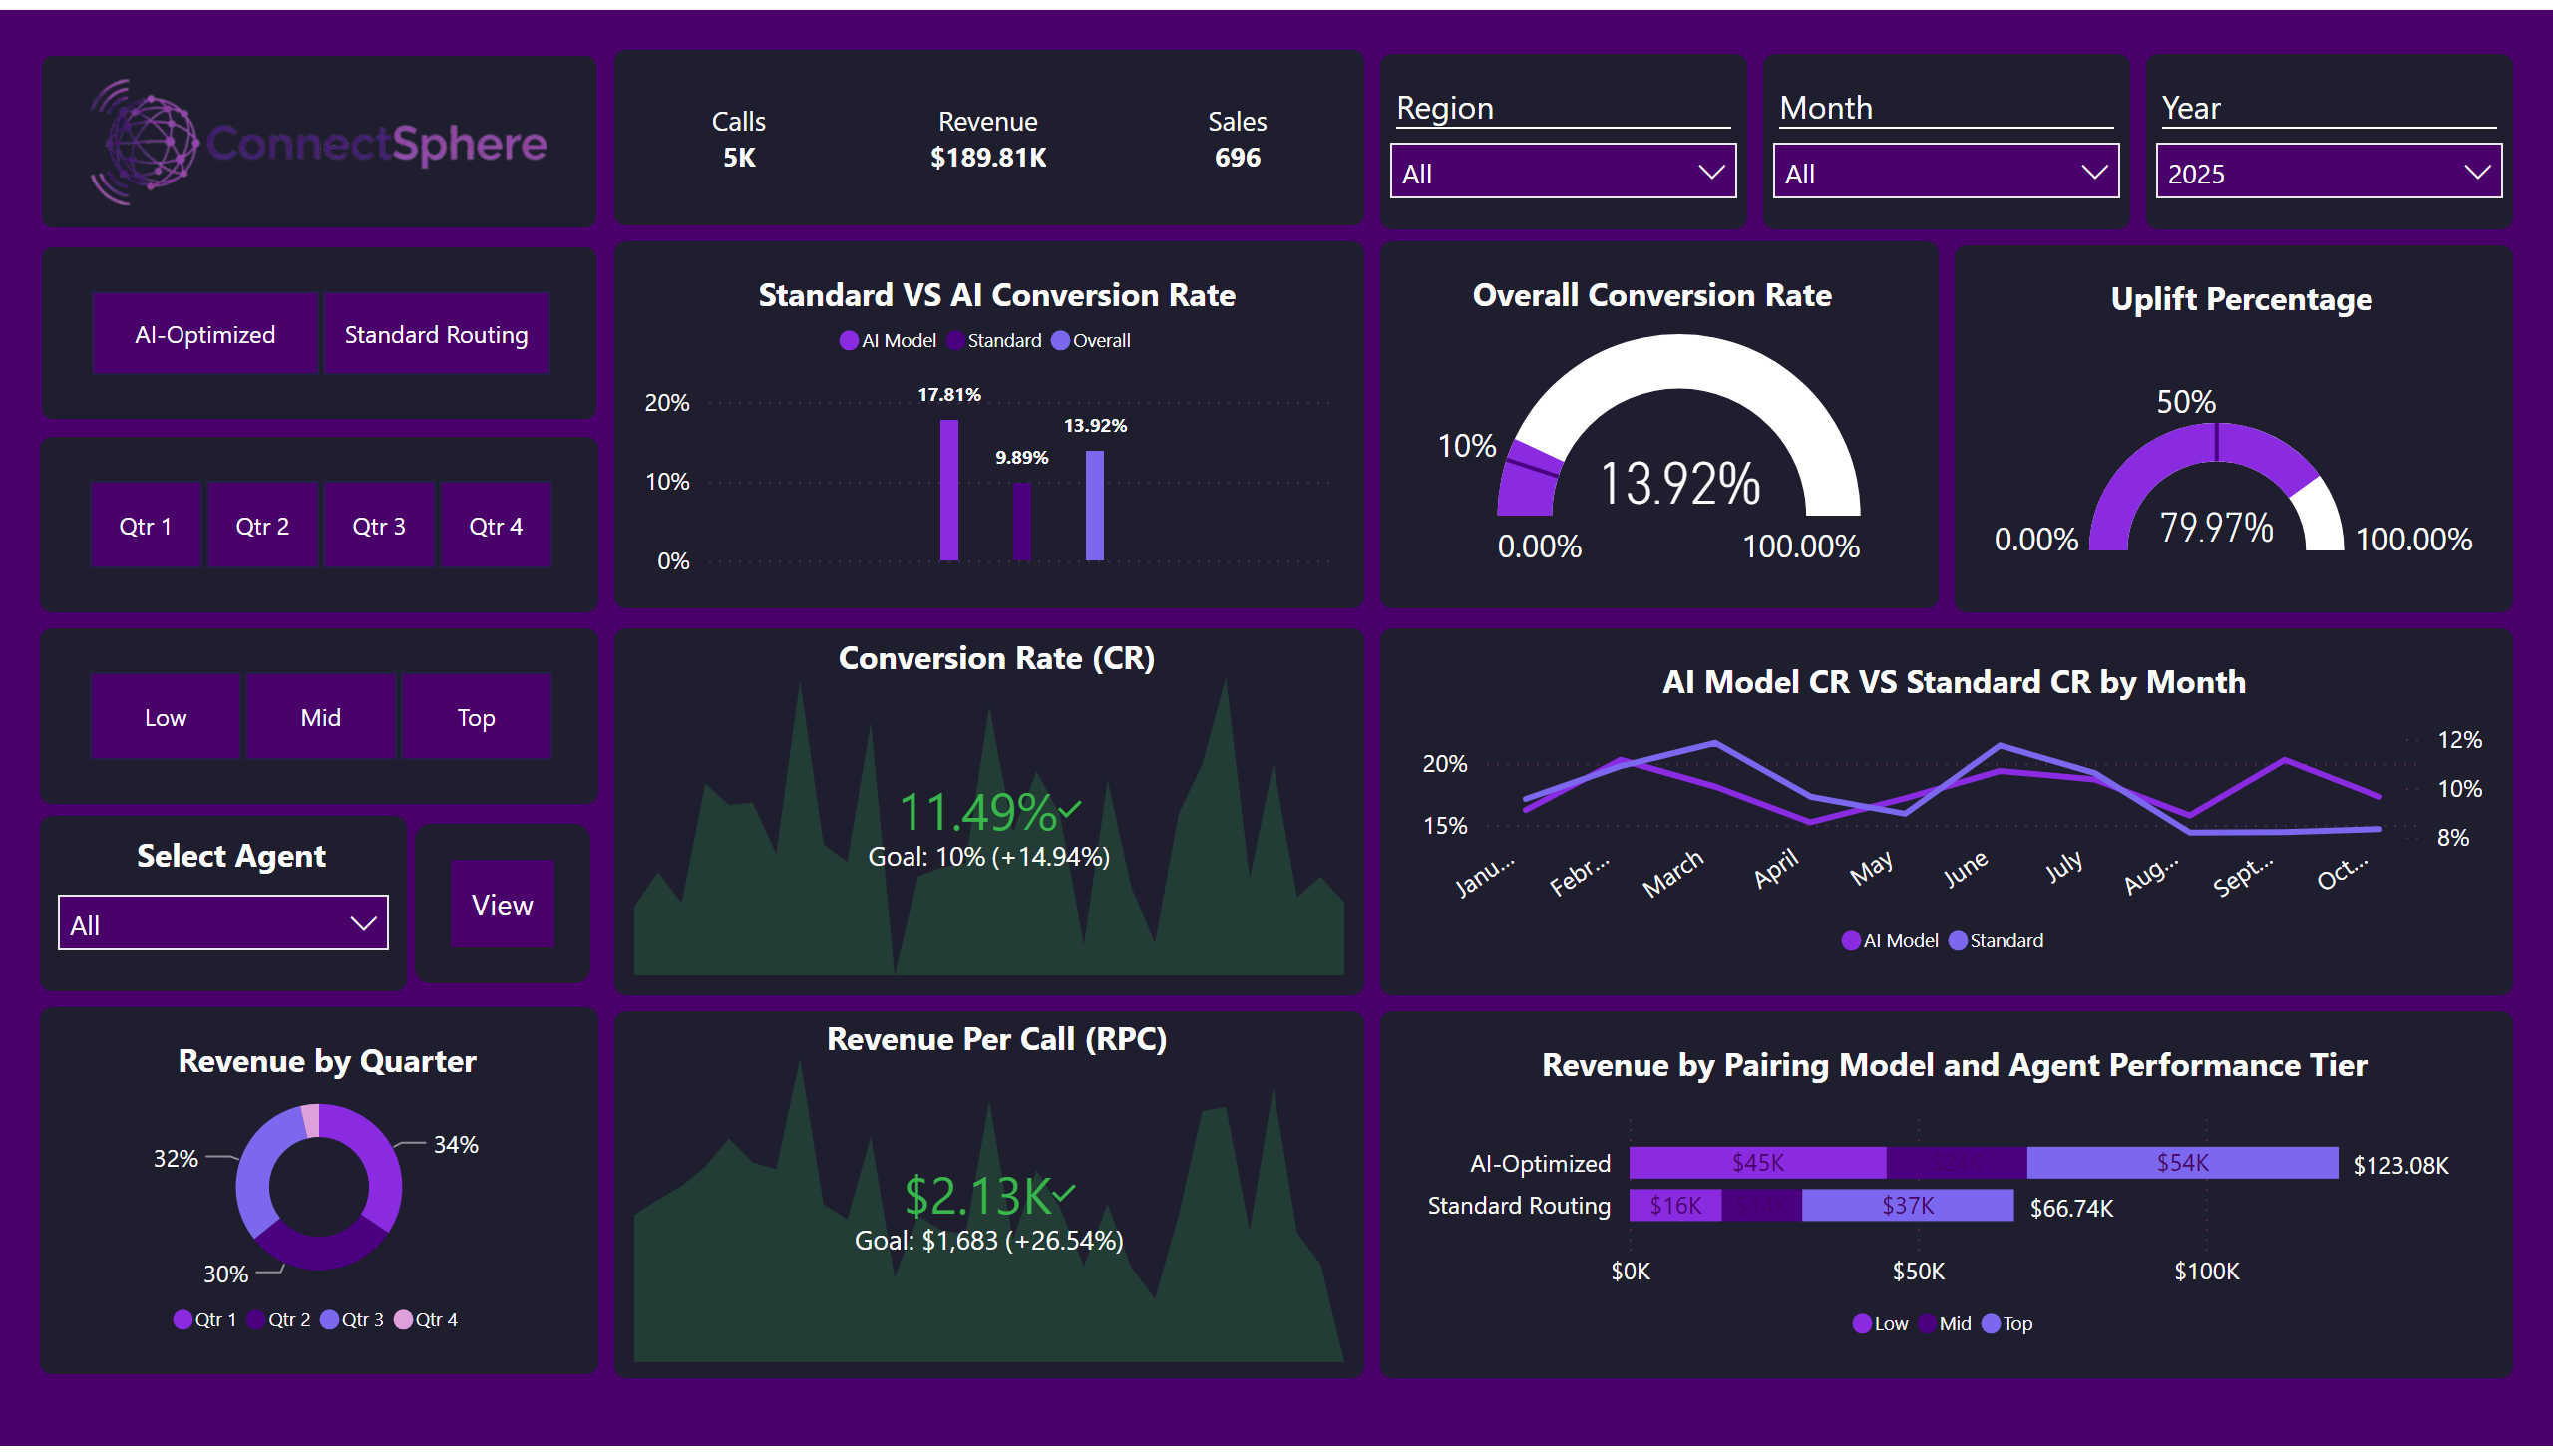 ConnectSphere
Calls
5K
Revenue
$189.81K
Sales
696
Region
All
Month
All
Year
2025
AI-Optimized
Standard Routing
Qtr 1
Qtr 2
Qtr 3
Qtr 4
Low
Mid
Top
Select Agent
All
View
Standard VS AI Conversion Rate
AI Model
Standard
Overall
20%
10%
0%
17.81%
9.89%
13.92%
Overall Conversion Rate
10%
13.92%
0.00%
100.00%
Uplift Percentage
50%
79.97%
0.00%
100.00%
Conversion Rate (CR)
11.49%
Goal: 10% (+14.94%)
AI Model CR VS Standard CR by Month
20%
15%
12%
10%
8%
Janu...
Febr...
March
April
May
June
July
Aug...
Sept...
Oct...
AI Model
Standard
Revenue by Quarter
34%
32%
30%
Qtr 1
Qtr 2
Qtr 3
Qtr 4
Revenue Per Call (RPC)
$2.13K
Goal: $1,683 (+26.54%)
Revenue by Pairing Model and Agent Performance Tier
AI-Optimized
$45K
$54K
$123.08K
Standard Routing
$16K
$37K
$66.74K
$0K
$50K
$100K
Low
Mid
Top